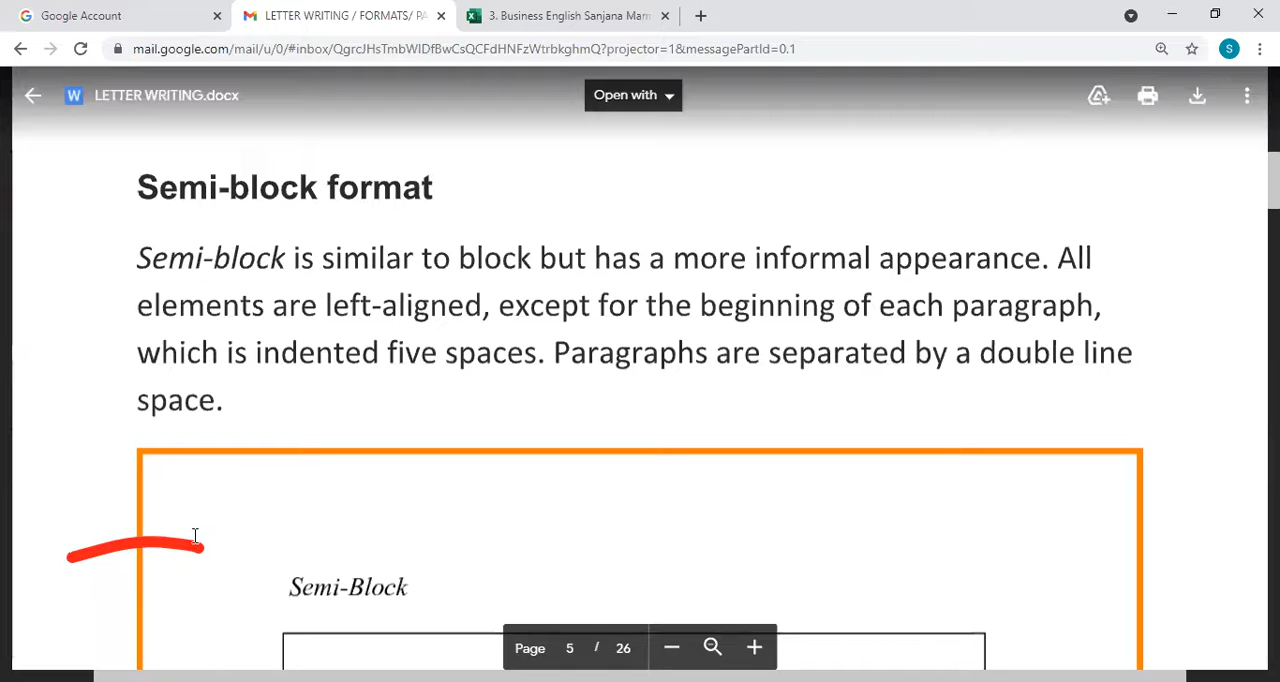 Google Account
LETTER WRITING / FORMATS/ PA
3. Business English Sanjana Mam
mail.google.com/mail/u/0/#inbox/QgrcJHsTmbWlDfBwCsQCFdHNFzWtrbkghmQ?projector=1&messagePartId=0.1
S
W LETTER WRITING.docx
Open with
Semi-block format
Semi-block is similar to block but has a more informal appearance. All
elements are left-aligned, except for the beginning of each paragraph,
which is indented five spaces. Paragraphs are separated by a double line
space.
Semi-Block
Page 5 / 26